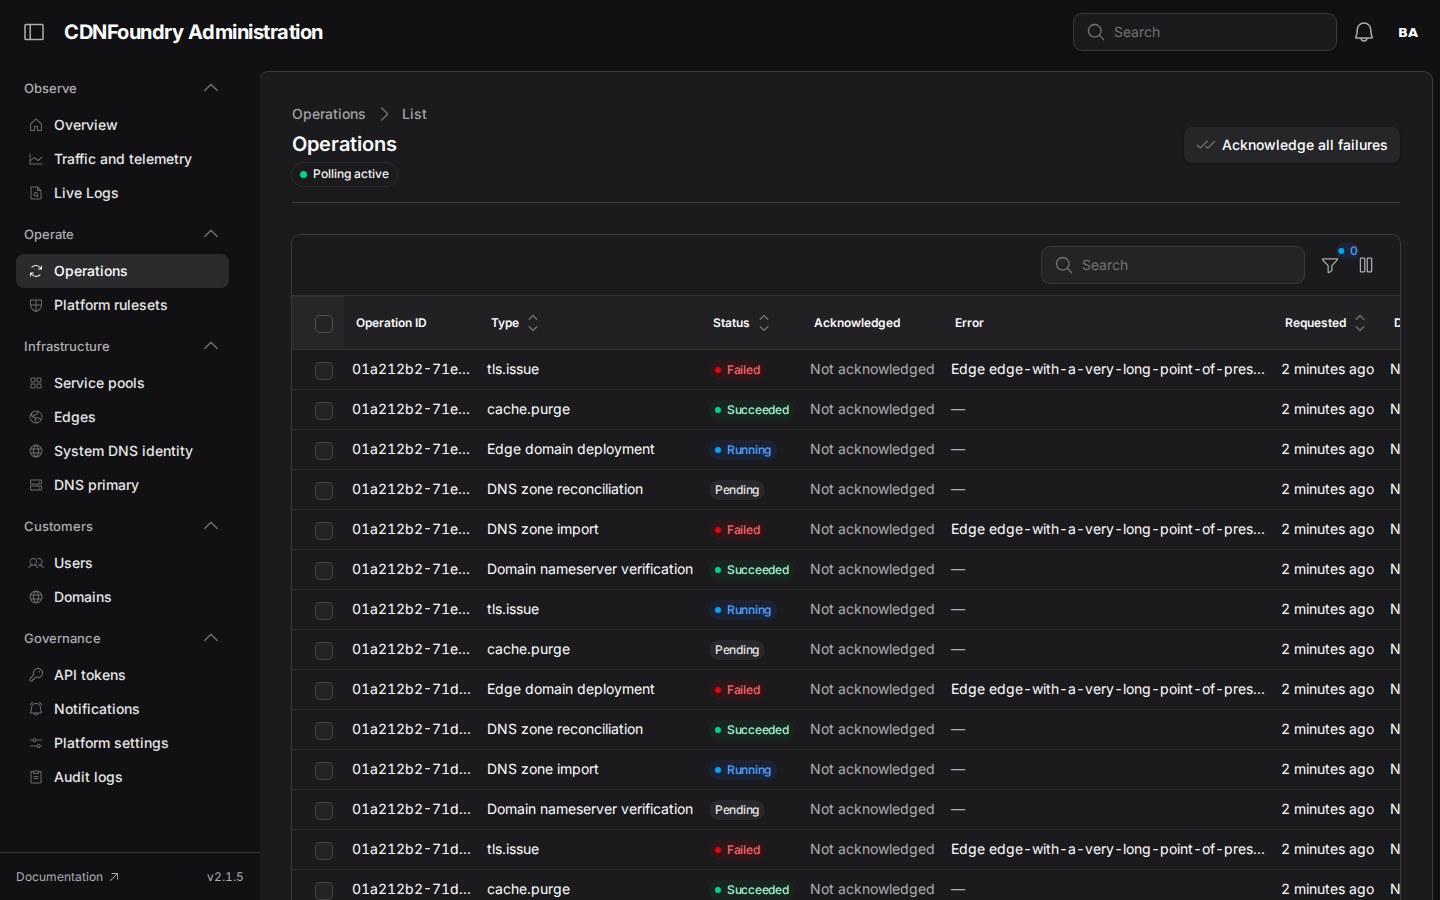 CDNFoundry Administration
Search
BA
Observe
Overview
Traffic and telemetry
Live Logs
Operate
Operations
Platform rulesets
Infrastructure
Service pools
Edges
System DNS identity
DNS primary
Customers
Users
Domains
Governance
API tokens
Notifications
Platform settings
Audit logs
Documentation
v2.1.5
Operations > List
Operations
Polling active
Acknowledge all failures
Search
0
Operation ID Type Status Acknowledged Error Requested D
01a212b2-71e... tls.issue Failed Not acknowledged Edge edge-with-a-very-long-point-of-pres... 2 minutes ago N
01a212b2-71e... cache.purge Succeeded Not acknowledged — 2 minutes ago N
01a212b2-71e... Edge domain deployment Running Not acknowledged — 2 minutes ago N
01a212b2-71e... DNS zone reconciliation Pending Not acknowledged — 2 minutes ago N
01a212b2-71e... DNS zone import Failed Not acknowledged Edge edge-with-a-very-long-point-of-pres... 2 minutes ago N
01a212b2-71e... Domain nameserver verification Succeeded Not acknowledged — 2 minutes ago N
01a212b2-71e... tls.issue Running Not acknowledged — 2 minutes ago N
01a212b2-71e... cache.purge Pending Not acknowledged — 2 minutes ago N
01a212b2-71d... Edge domain deployment Failed Not acknowledged Edge edge-with-a-very-long-point-of-pres... 2 minutes ago N
01a212b2-71d... DNS zone reconciliation Succeeded Not acknowledged — 2 minutes ago N
01a212b2-71d... DNS zone import Running Not acknowledged — 2 minutes ago N
01a212b2-71d... Domain nameserver verification Pending Not acknowledged — 2 minutes ago N
01a212b2-71d... tls.issue Failed Not acknowledged Edge edge-with-a-very-long-point-of-pres... 2 minutes ago N
01a212b2-71d... cache.purge Succeeded Not acknowledged — 2 minutes ago N